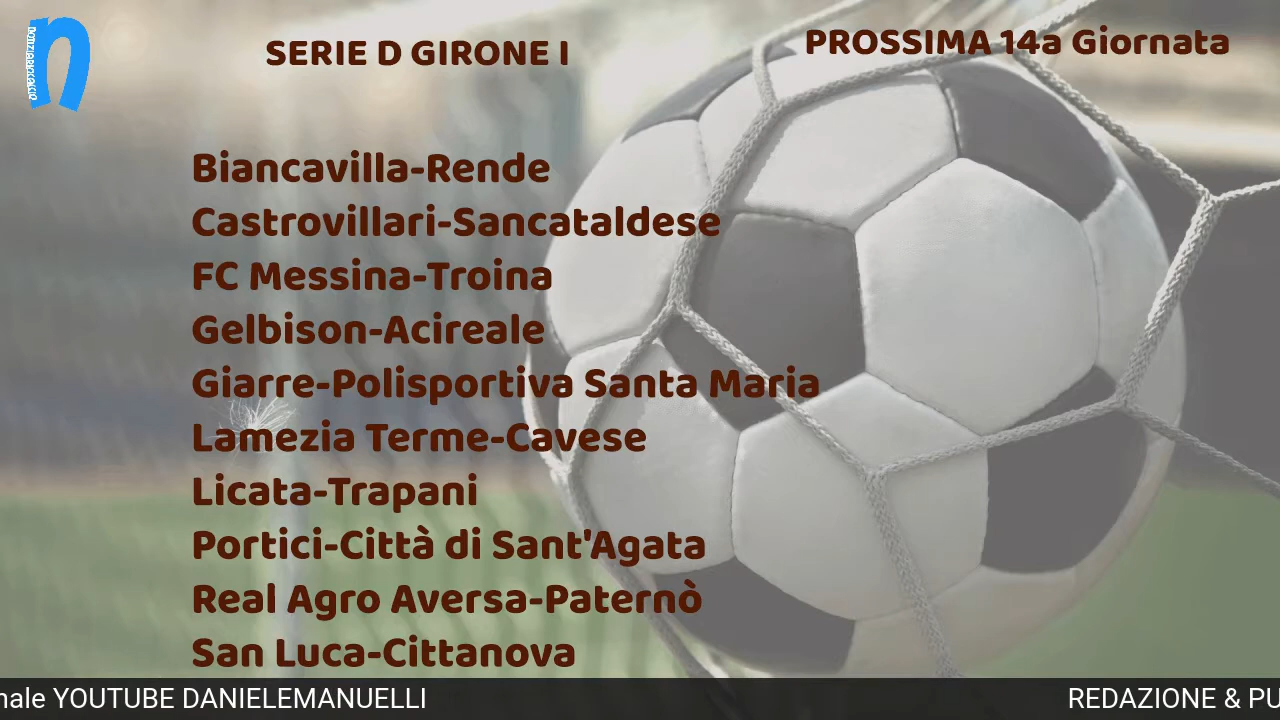 SERIE D GIRONE I
PROSSIMA 14a Giornata
Biancavilla-Rende
Castrovillari-Sancataldese
FC Messina-Troina
Gelbison-Acireale
Giarre-Polisportiva Santa Maria
Lamezia Terme-Cavese
Licata-Trapani
Portici-Città di Sant'Agata
Real Agro Aversa-Paternò
San Luca-Cittanova
nale YOUTUBE DANIELEMANUELLI
REDAZIONE & PU